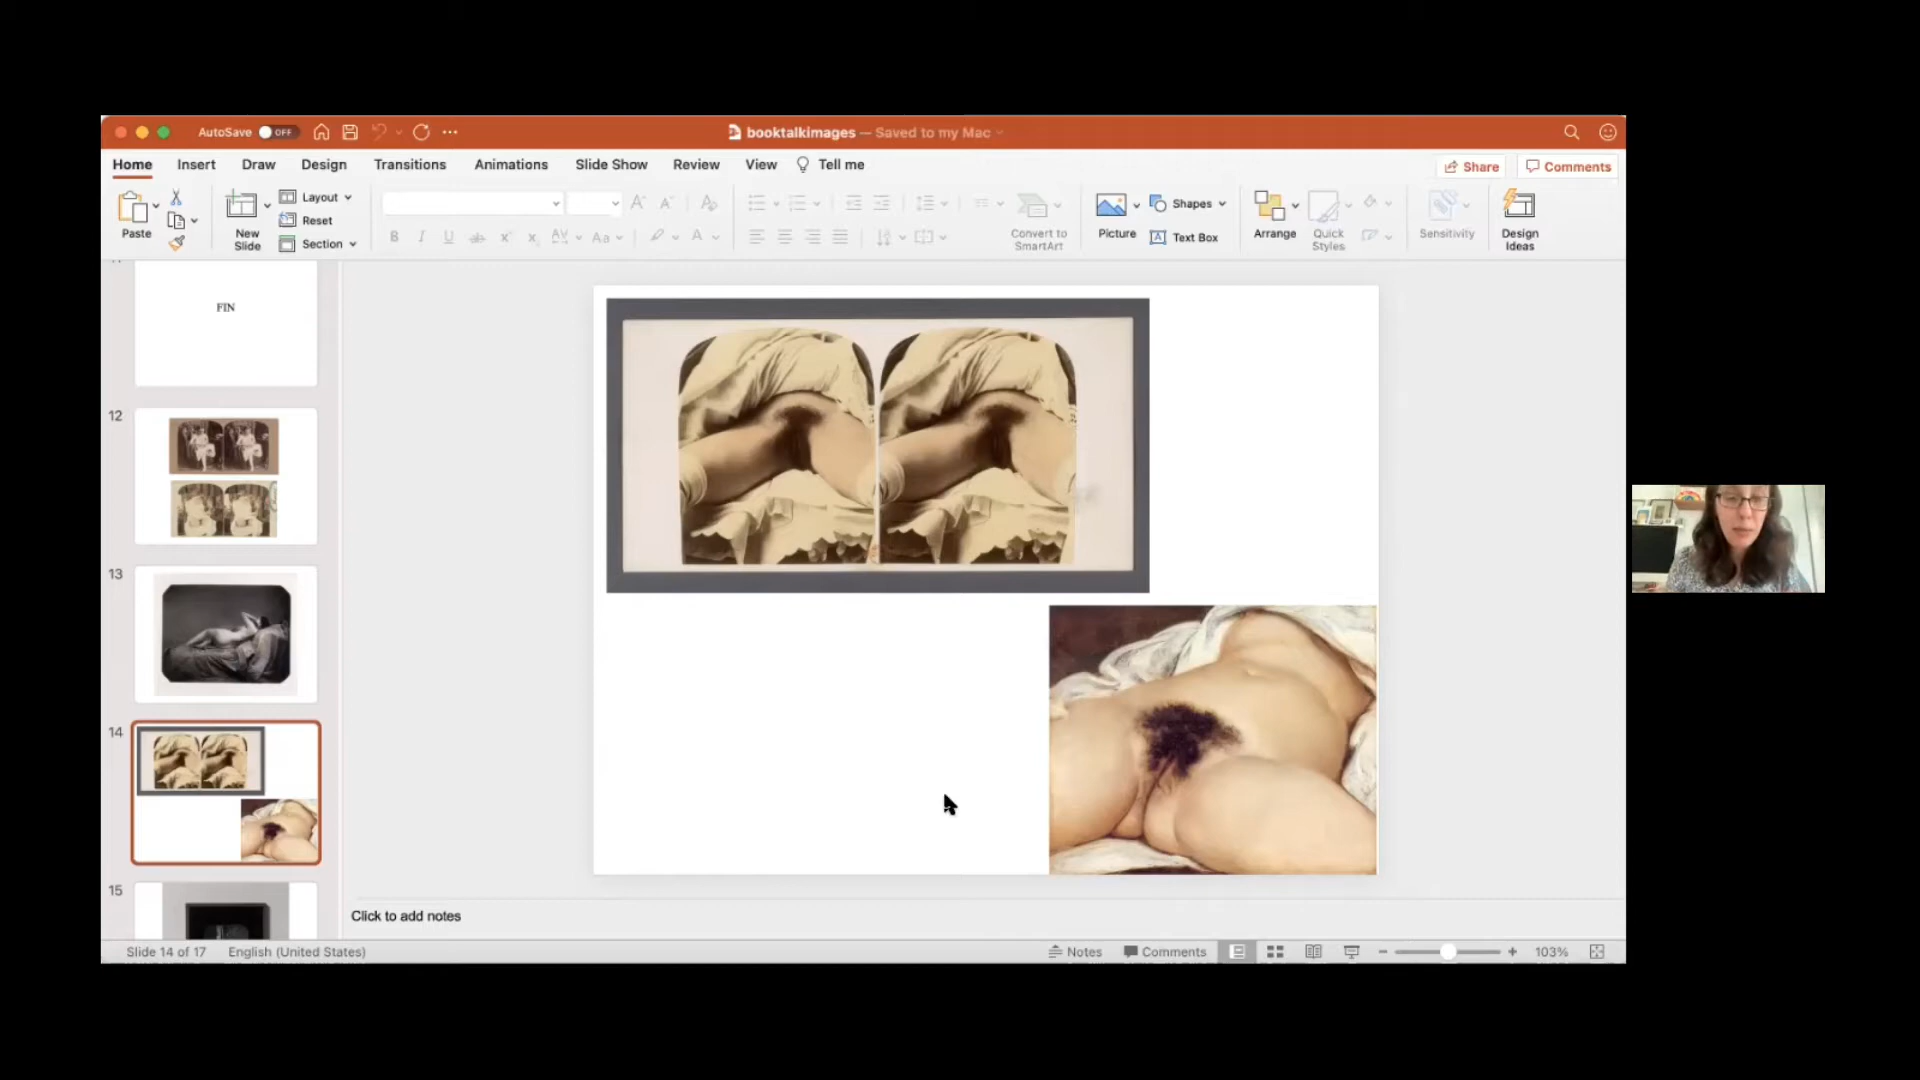 AutoSave OFF
booktalkimages — Saved to my Mac
Home Insert Draw Design Transitions Animations Slide Show Review View Tell me
Share Comments
Paste
New Slide
Layout
Reset
Section
B I U ab x x AV Aa A
Convert to SmartArt
Picture
Shapes
Text Box
Arrange
Quick Styles
Sensitivity
Design Ideas
FIN
12
13
14
15
Click to add notes
Slide 14 of 17 English (United States)
Notes Comments 103%